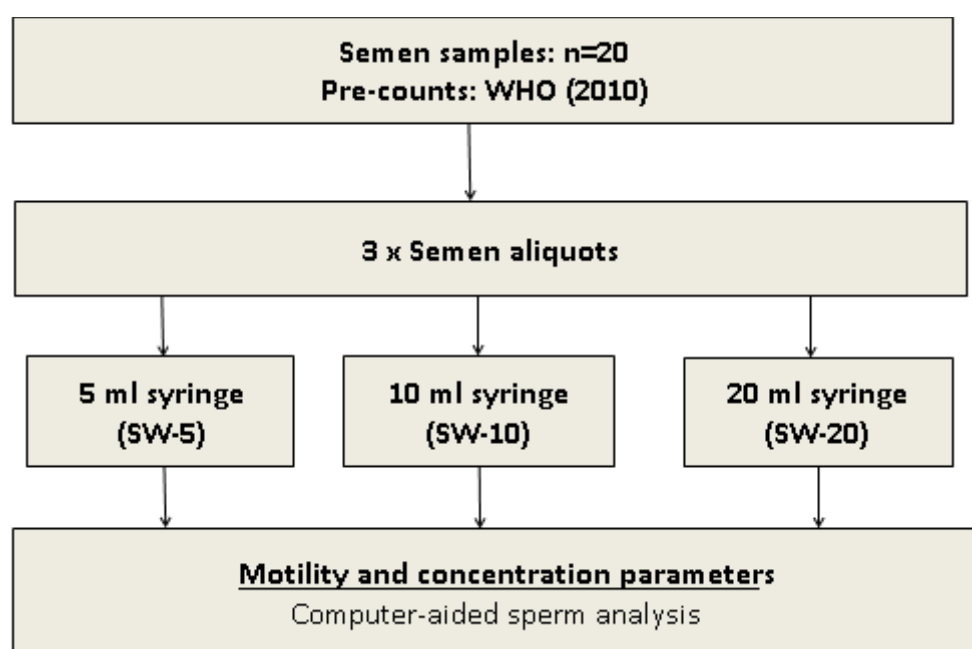 Semen samples: n=20
Pre-counts: WHO (2010)
3 x Semen aliquots
5 ml syringe
(SW-5)
10 ml syringe
(SW-10)
20 ml syringe
(SW-20)
Motility and concentration parameters
Computer-aided sperm analysis